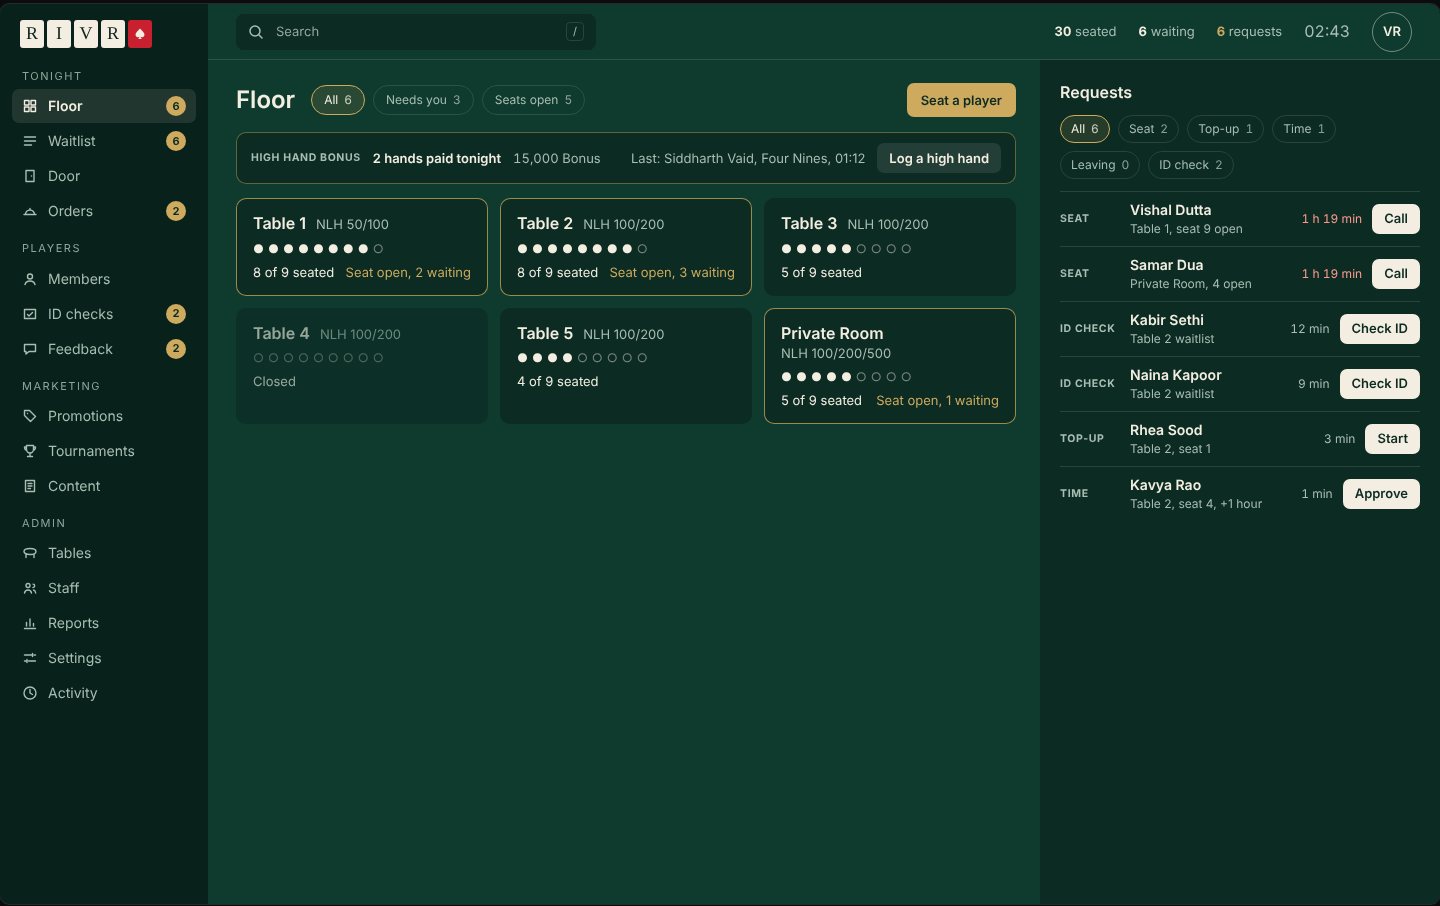 RIVR
TONIGHT
Floor 6
Waitlist 6
Door
Orders 2
PLAYERS
Members
ID checks 2
Feedback 2
MARKETING
Promotions
Tournaments
Content
ADMIN
Tables
Staff
Reports
Settings
Activity
Search /
30 seated 6 waiting 6 requests 02:43 VR
Floor All 6 Needs you 3 Seats open 5 Seat a player
HIGH HAND BONUS 2 hands paid tonight 15,000 Bonus Last: Siddharth Vaid, Four Nines, 01:12 Log a high hand
Table 1 NLH 50/100
8 of 9 seated Seat open, 2 waiting
Table 2 NLH 100/200
8 of 9 seated Seat open, 3 waiting
Table 3 NLH 100/200
5 of 9 seated
Table 4 NLH 100/200
Closed
Table 5 NLH 100/200
4 of 9 seated
Private Room
NLH 100/200/500
5 of 9 seated Seat open, 1 waiting
Requests
All 6 Seat 2 Top-up 1 Time 1
Leaving 0 ID check 2
SEAT Vishal Dutta 1 h 19 min Call
Table 1, seat 9 open
SEAT Samar Dua 1 h 19 min Call
Private Room, 4 open
ID CHECK Kabir Sethi 12 min Check ID
Table 2 waitlist
ID CHECK Naina Kapoor 9 min Check ID
Table 2 waitlist
TOP-UP Rhea Sood 3 min Start
Table 2, seat 1
TIME Kavya Rao 1 min Approve
Table 2, seat 4, +1 hour